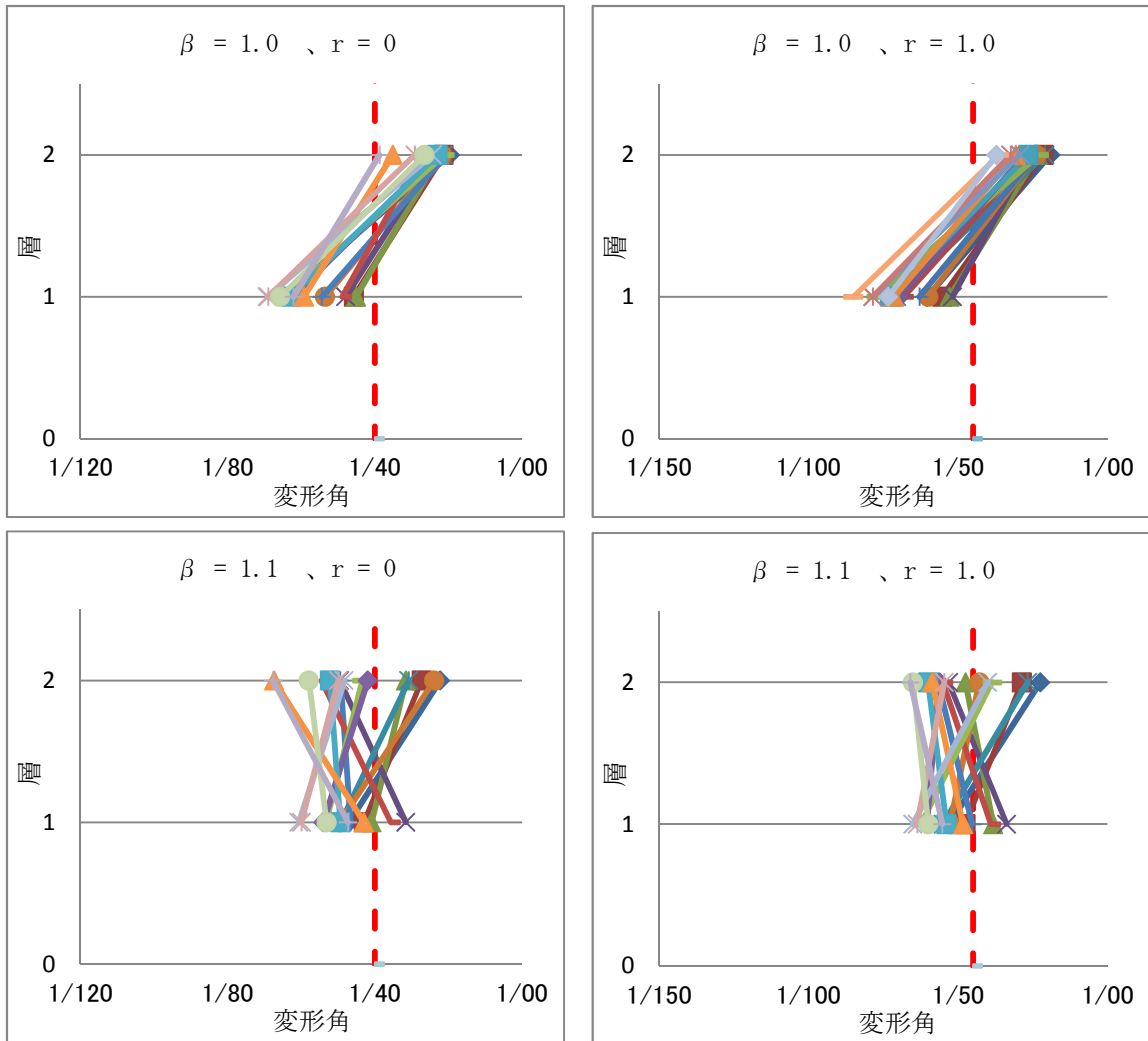 β = 1.0 、r = 0
2
層
1
0
1/120 1/80 1/40 1/00
変形角
β = 1.0 、r = 1.0
2
層
1
0
1/150 1/100 1/50 1/00
変形角
β = 1.1 、r = 0
2
層
1
0
1/120 1/80 1/40 1/00
変形角
β = 1.1 、r = 1.0
2
層
1
0
1/150 1/100 1/50 1/00
変形角